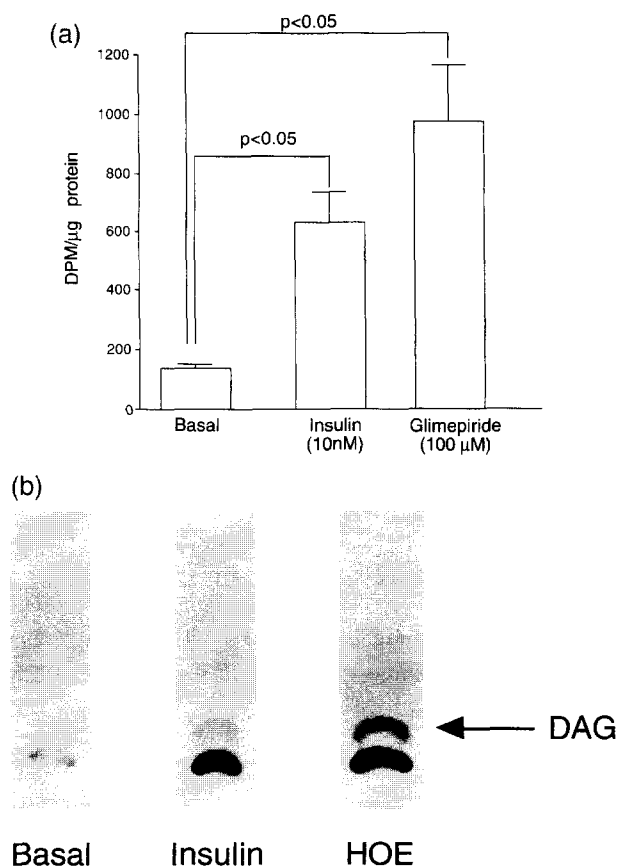 (a)
p<0.05
p<0.05
DPM/µg protein
1200
1000
800
600
400
200
0
Basal
Insulin
(10nM)
Glimepiride
(100 µM)
(b)
DAG
Basal
Insulin
HOE